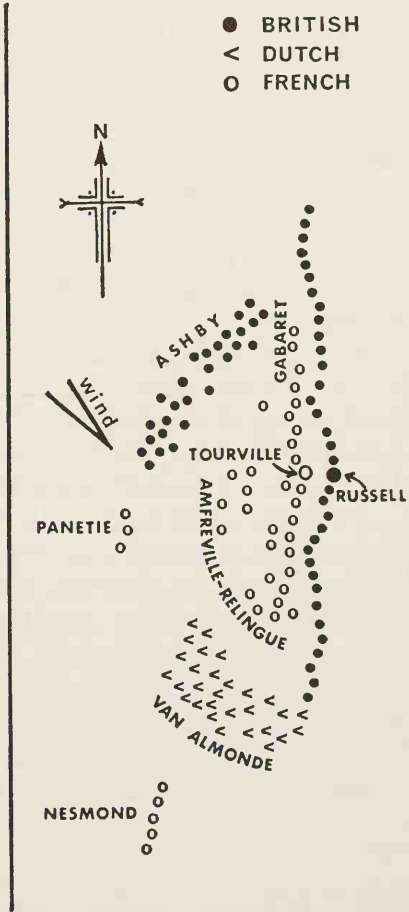 ● BRITISH
< DUTCH
O FRENCH
N
ASHBY
GABARET
wind
TOURVILLE
RUSSELL
PANETIE
AMFREVILLE-RELINGUE
VAN ALMONDE
NESMOND